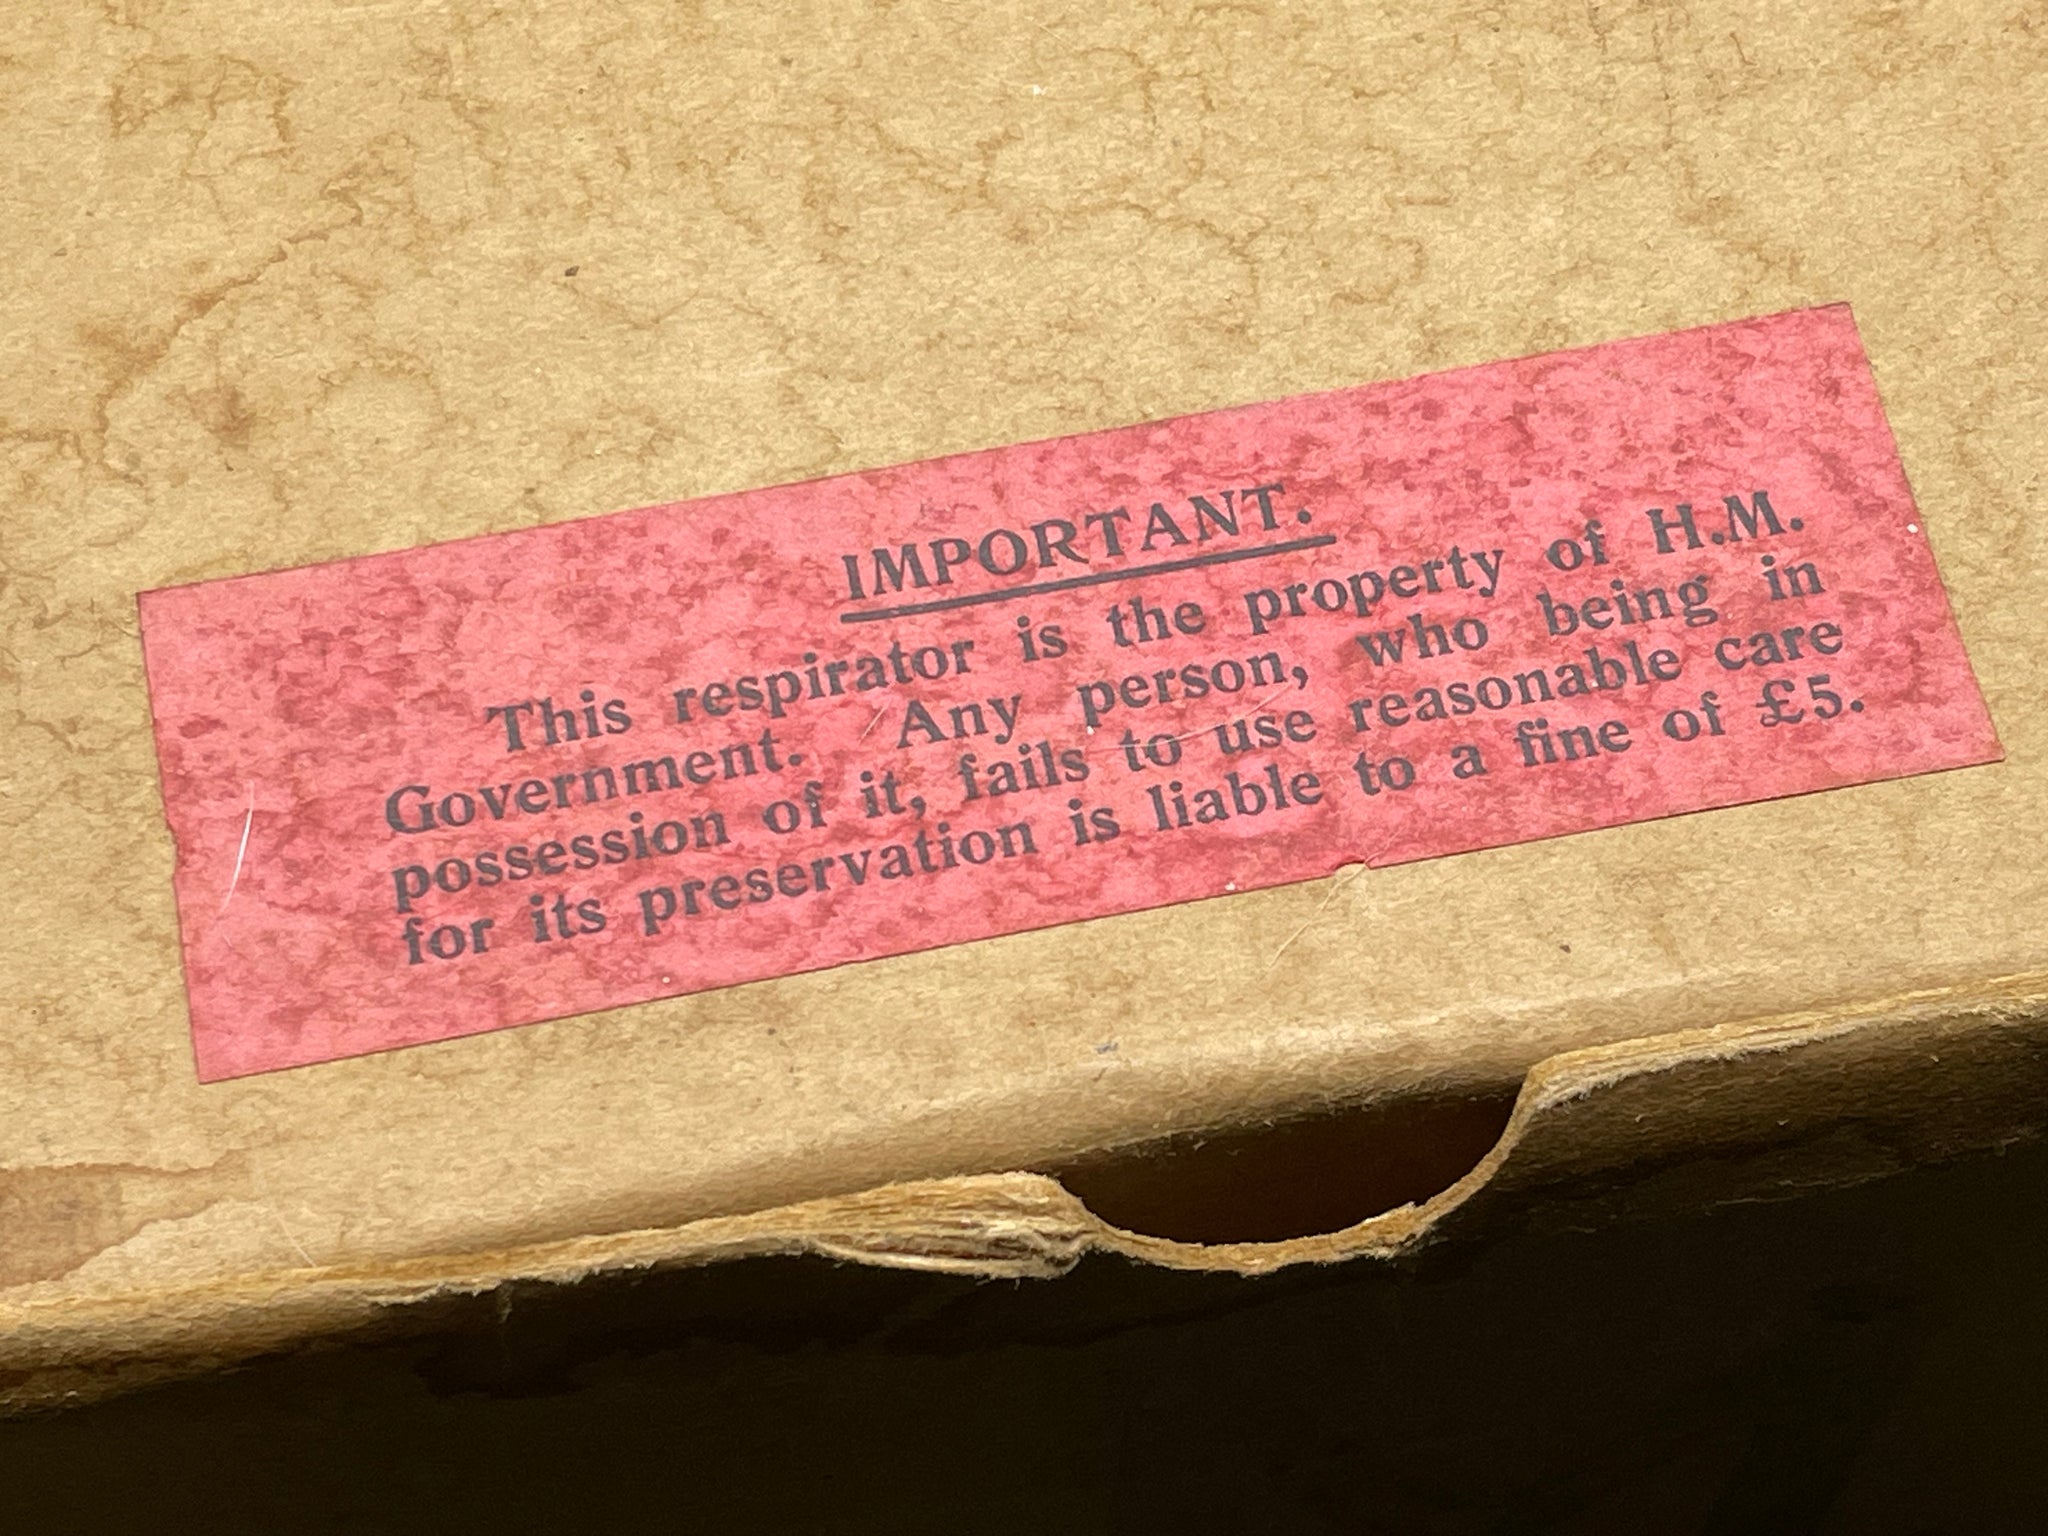 IMPORTANT.
This respirator is the property of H.M.
Government. Any person, who being in
possession of it, fails to use reasonable care
for its preservation is liable to a fine of £5.